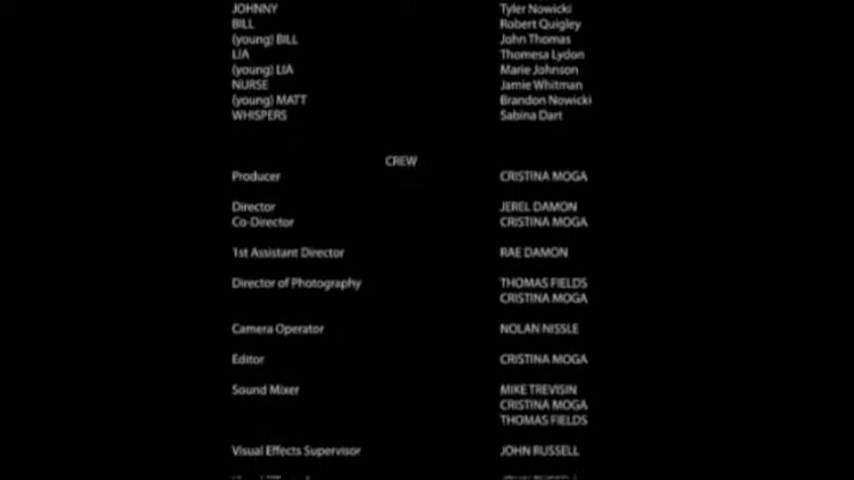 JOHNNY Tyler Nowicki
BILL Robert Quigley
(young) BILL John Thomas
LIA Thomesa Lydon
(young) LIA Marie Johnson
NURSE Jamie Whitman
(young) MATT Brandon Nowicki
WHISPERS Sabina Dart
CREW
Producer CRISTINA MOGA
Director JEREL DAMON
Co-Director CRISTINA MOGA
1st Assistant Director RAE DAMON
Director of Photography THOMAS FIELDS
CRISTINA MOGA
Camera Operator NOLAN NISSLE
Editor CRISTINA MOGA
Sound Mixer MIKE TREVISIN
CRISTINA MOGA
THOMAS FIELDS
Visual Effects Supervisor JOHN RUSSELL